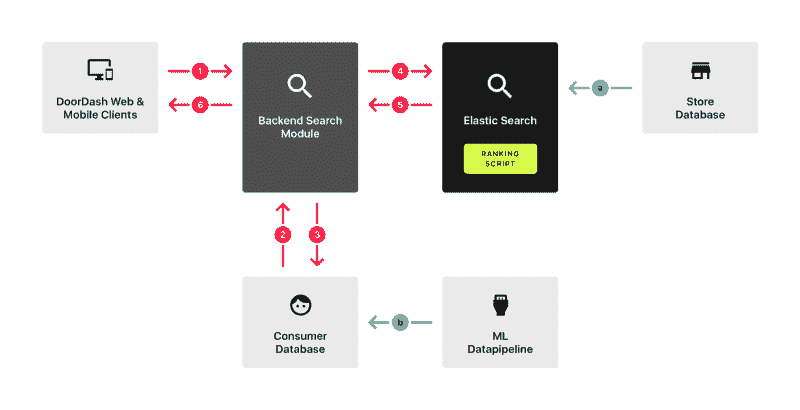 1
4
6
5
a
DoorDash Web &
Mobile Clients
Backend Search
Module
Elastic Search
RANKING
SCRIPT
Store
Database
2
3
b
Consumer
Database
ML
Datapipeline